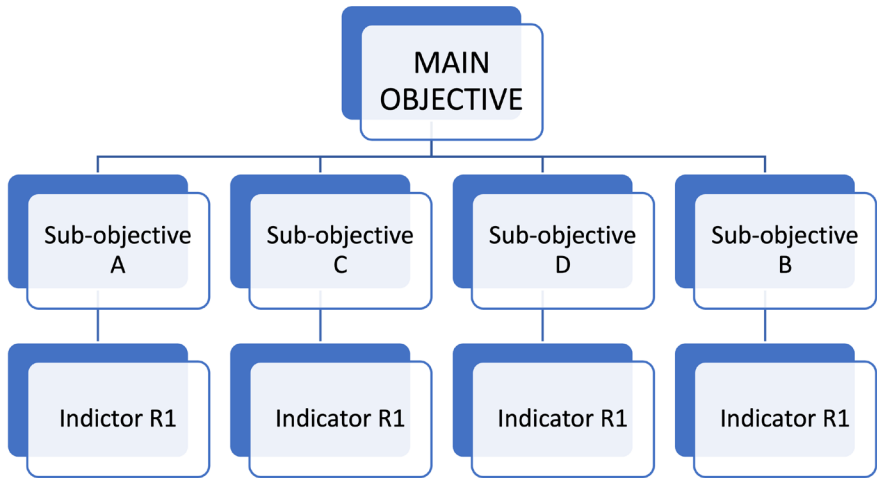 MAIN
OBJECTIVE
Sub-objective
A
Sub-objective
C
Sub-objective
D
Sub-objective
B
Indictor R1
Indicator R1
Indicator R1
Indicator R1